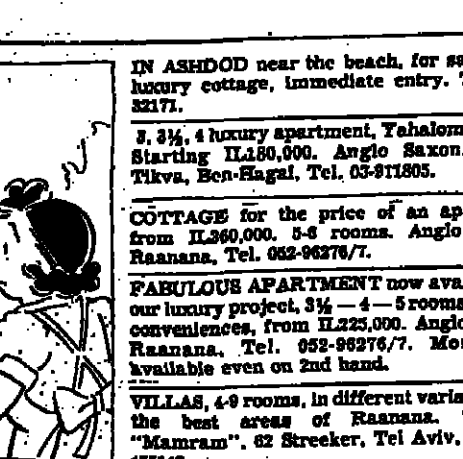 IN ASHDOD near the beach, for sa
luxury cottage, immediate entry.
32171.
3, 3½, 4 luxury apartment, Yahalom
Starting IL180,000. Anglo Saxon,
Tikva, Ben-Hagai, Tel. 03-911805.
COTTAGE for the price of an ap
from IL360,000. 5-6 rooms. Anglo
Raanana, Tel. 052-96276/7.
FABULOUS APARTMENT now ava
our luxury project, 3½ — 4 — 5 rooms
conveniences, from IL225,000. Anglo
Raanana, Tel. 052-96276/7. Mo
available even on 2nd hand.
VILLAS, 4-9 rooms, in different varia
the best areas of Raanana.
"Mamram". 62 Streeker, Tel Aviv.